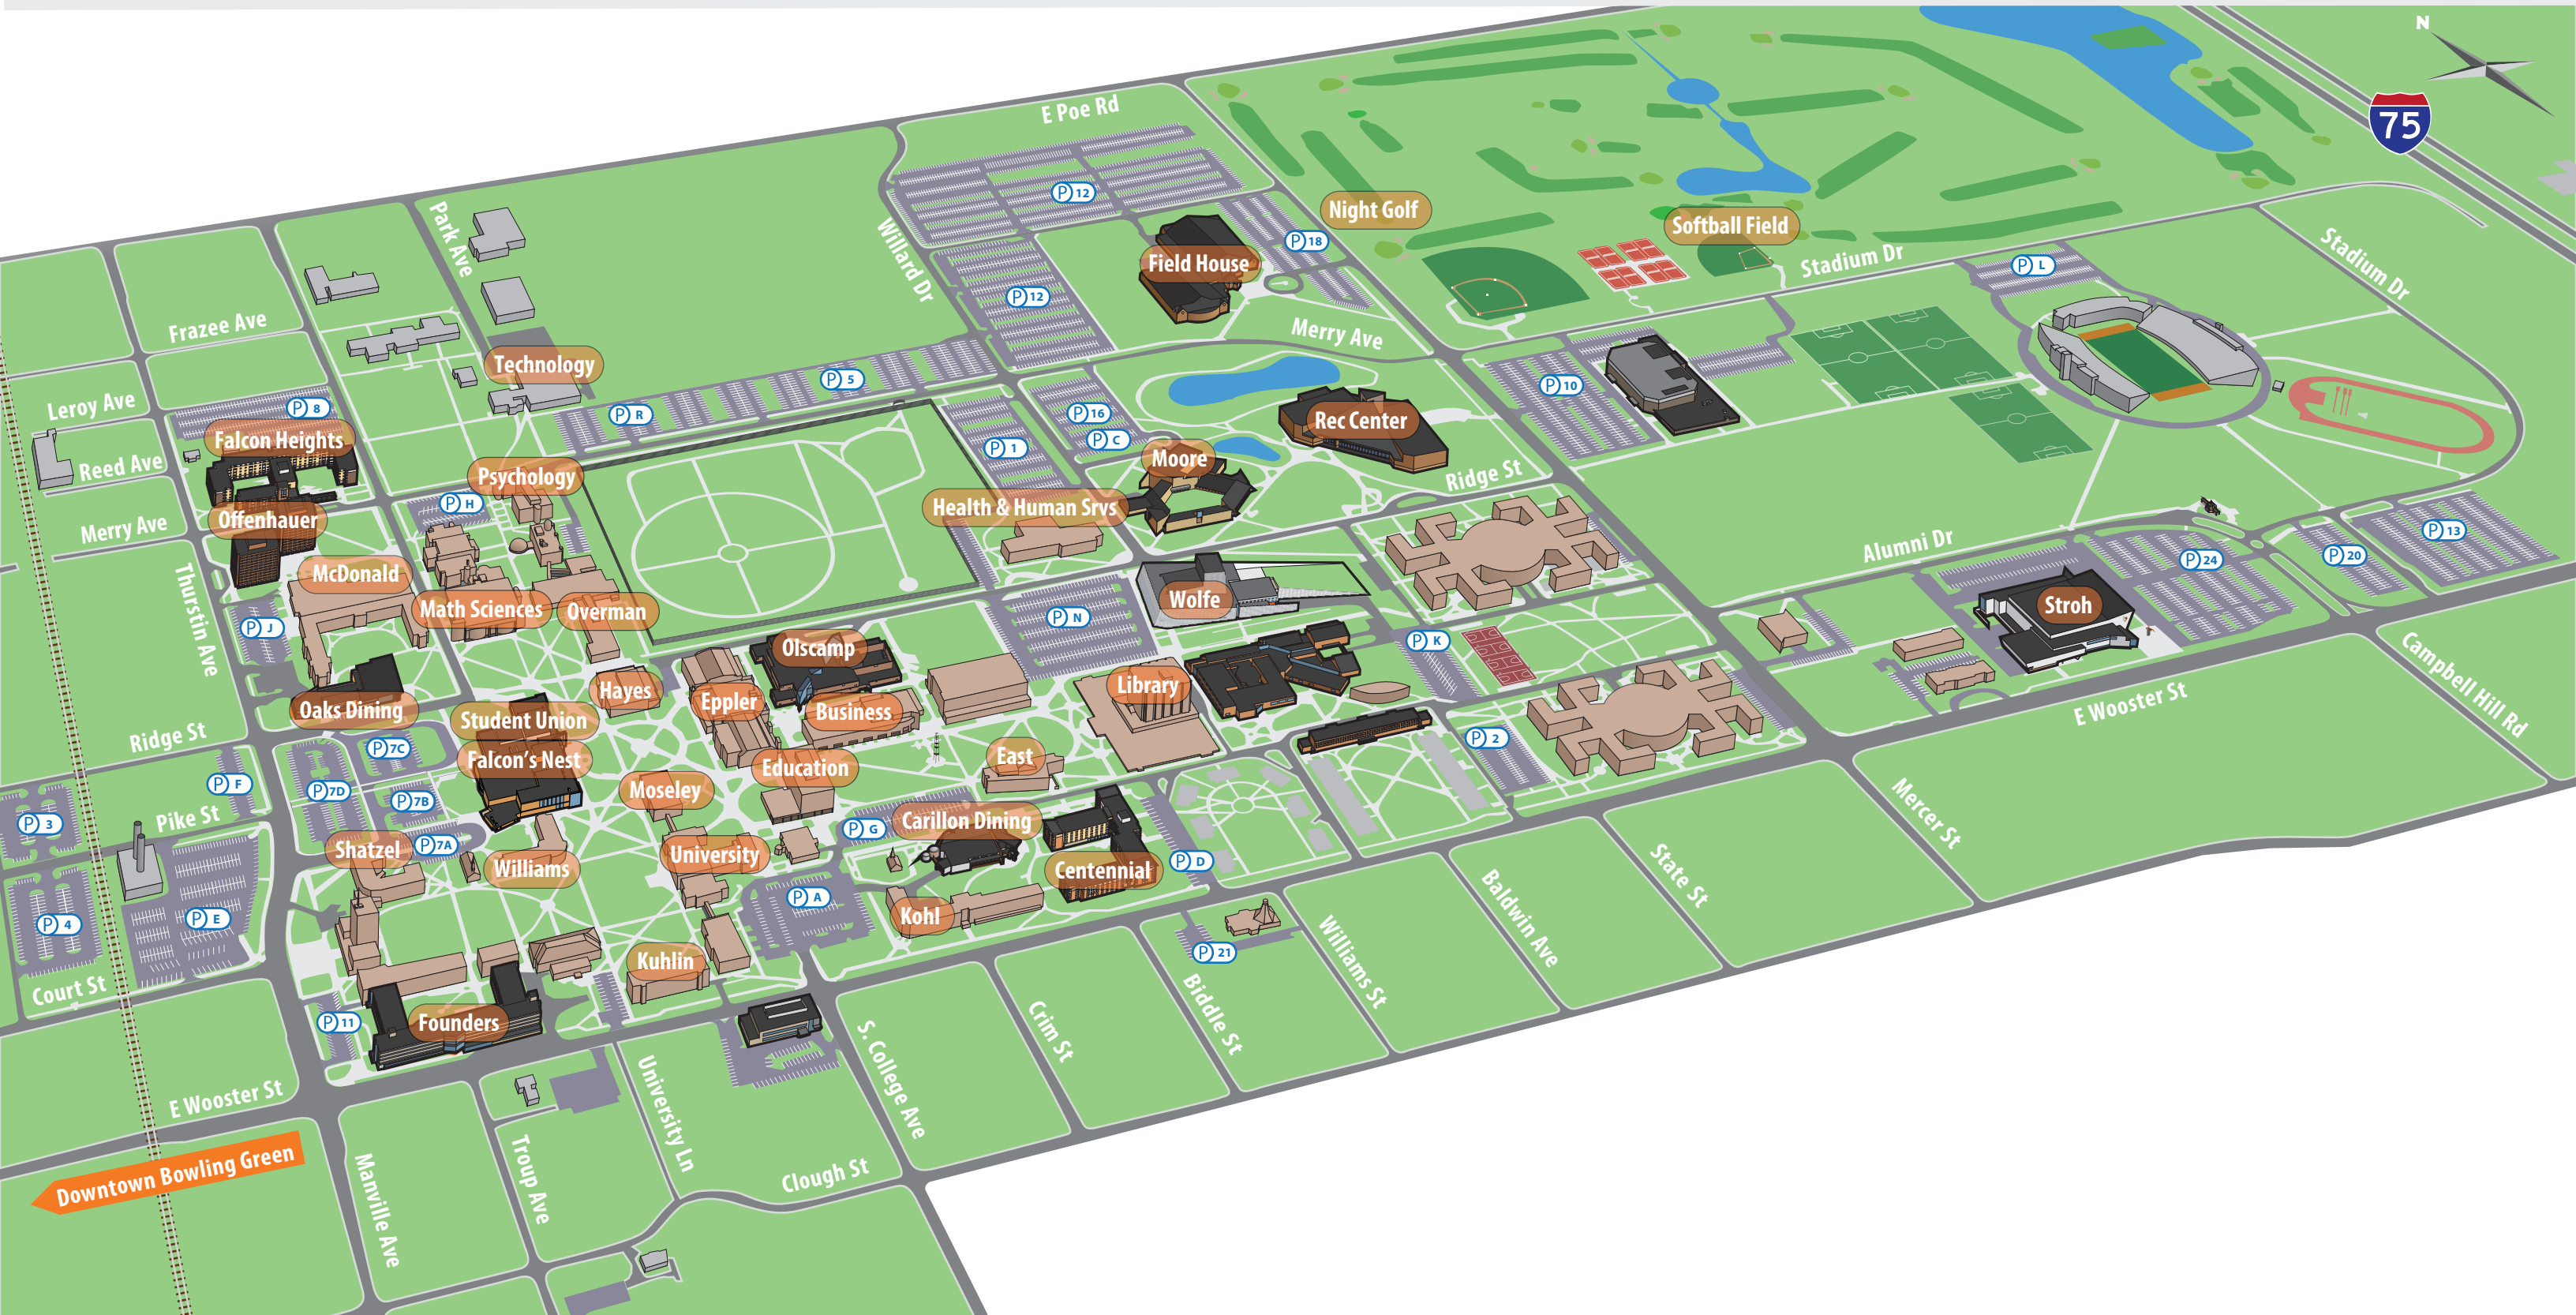 N
75
E Poe Rd
P 12
Park Ave
Willard Dr
Night Golf
Softball Field
P 18
Field House
Stadium Dr
P L
Stadium Dr
P 12
Frazee Ave
Merry Ave
Technology
P 5
P 10
Leroy Ave
P 8
P R
P 16
P C
P 1
Rec Center
Falcon Heights
Reed Ave
Psychology
Moore
Ridge St
P H
Health & Human Srvs
Offenhauer
Merry Ave
Alumni Dr
P 13
P 20
P 24
McDonald
Thurstin Ave
Math Sciences
Overman
Wolfe
Stroh
P J
P N
P K
Olscamp
Library
Hayes
Eppler
Business
Oaks Dining
Student Union
E Wooster St
Campbell Hill Rd
Ridge St
P 7C
P 2
Falcon's Nest
Education
East
P F
P 7D
P 7B
Moseley
Mercer St
Pike St
P 3
Carillon Dining
P G
Shatzel
P 7A
University
Williams
P D
Centennial
State St
P A
Kohl
Baldwin Ave
P 4
P E
P 21
Williams St
Kuhlin
Court St
Biddle St
P 11
Founders
Crim St
S. College Ave
University Ln
E Wooster St
Downtown Bowling Green
Manville Ave
Troup Ave
Clough St